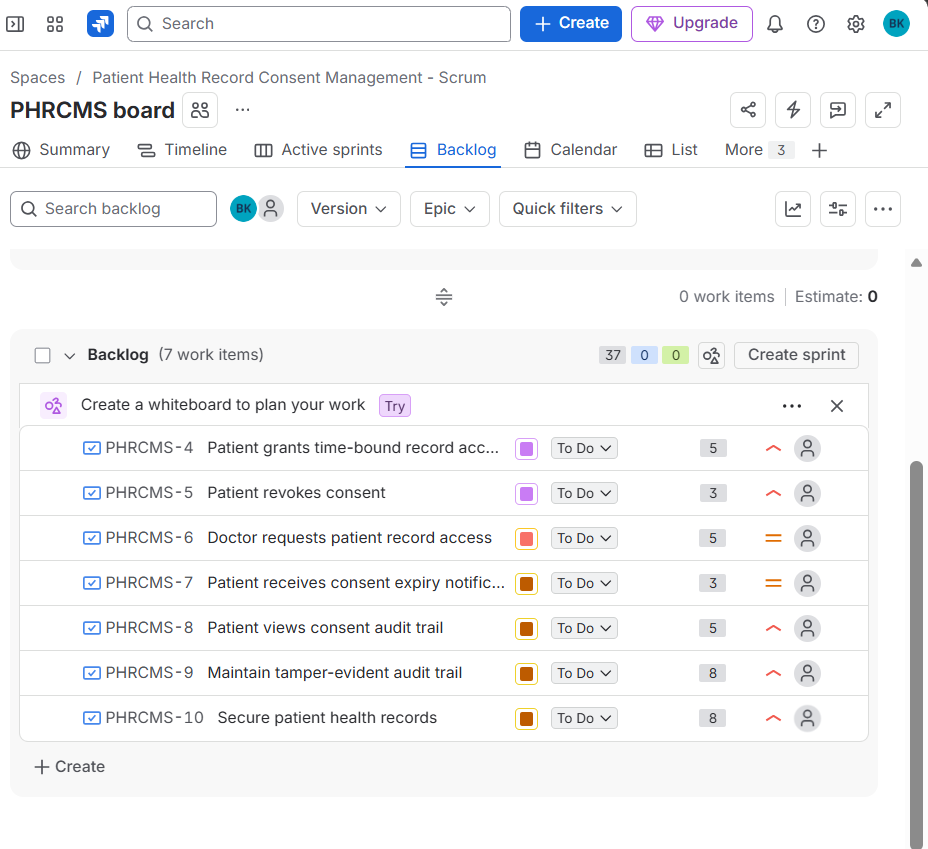 Search
+ Create
Upgrade
BK
Spaces / Patient Health Record Consent Management - Scrum
PHRCMS board
Summary Timeline Active sprints Backlog Calendar List More 3
Search backlog BK Version Epic Quick filters
0 work items Estimate: 0
Backlog (7 work items) 37 0 0 Create sprint
Create a whiteboard to plan your work Try
PHRCMS-4 Patient grants time-bound record acc... To Do 5
PHRCMS-5 Patient revokes consent To Do 3
PHRCMS-6 Doctor requests patient record access To Do 5
PHRCMS-7 Patient receives consent expiry notific... To Do 3
PHRCMS-8 Patient views consent audit trail To Do 5
PHRCMS-9 Maintain tamper-evident audit trail To Do 8
PHRCMS-10 Secure patient health records To Do 8
+ Create